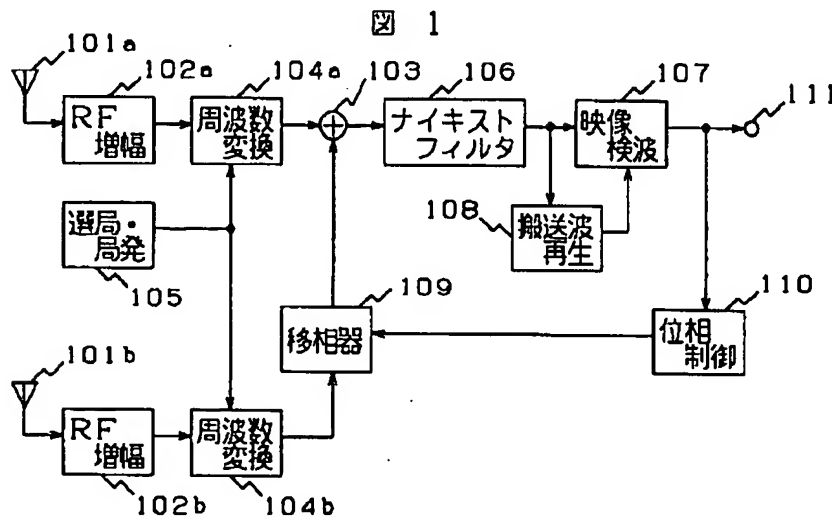 図 1
101a
102a
104a
103
106
107
111
RF
増幅
周波数
変換
ナイキスト
フィルタ
映像
検波
選局・
局発
105
108
搬送波
再生
109
移相器
110
位相
制御
101b
RF
増幅
102b
周波数
変換
104b